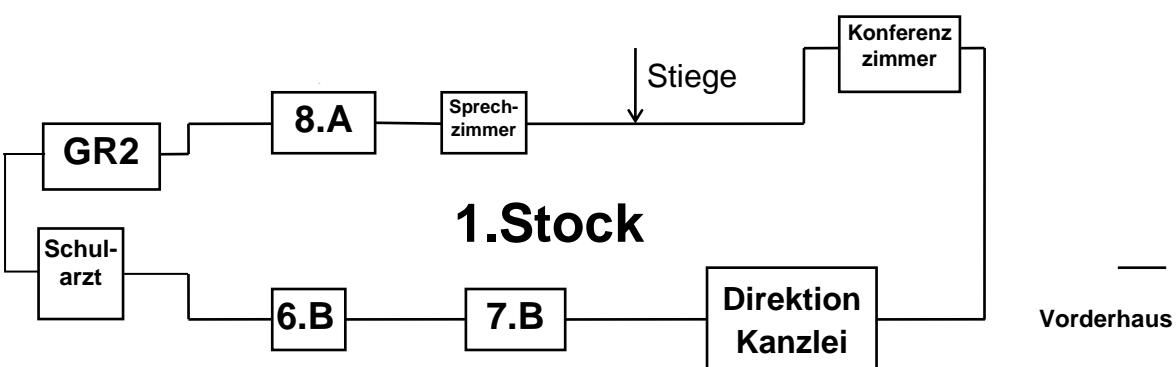 Konferenz
zimmer
Stiege
Sprech-
zimmer
8.A
GR2
1.Stock
Schul-
arzt
6.B
7.B
Direktion
Kanzlei
Vorderhaus